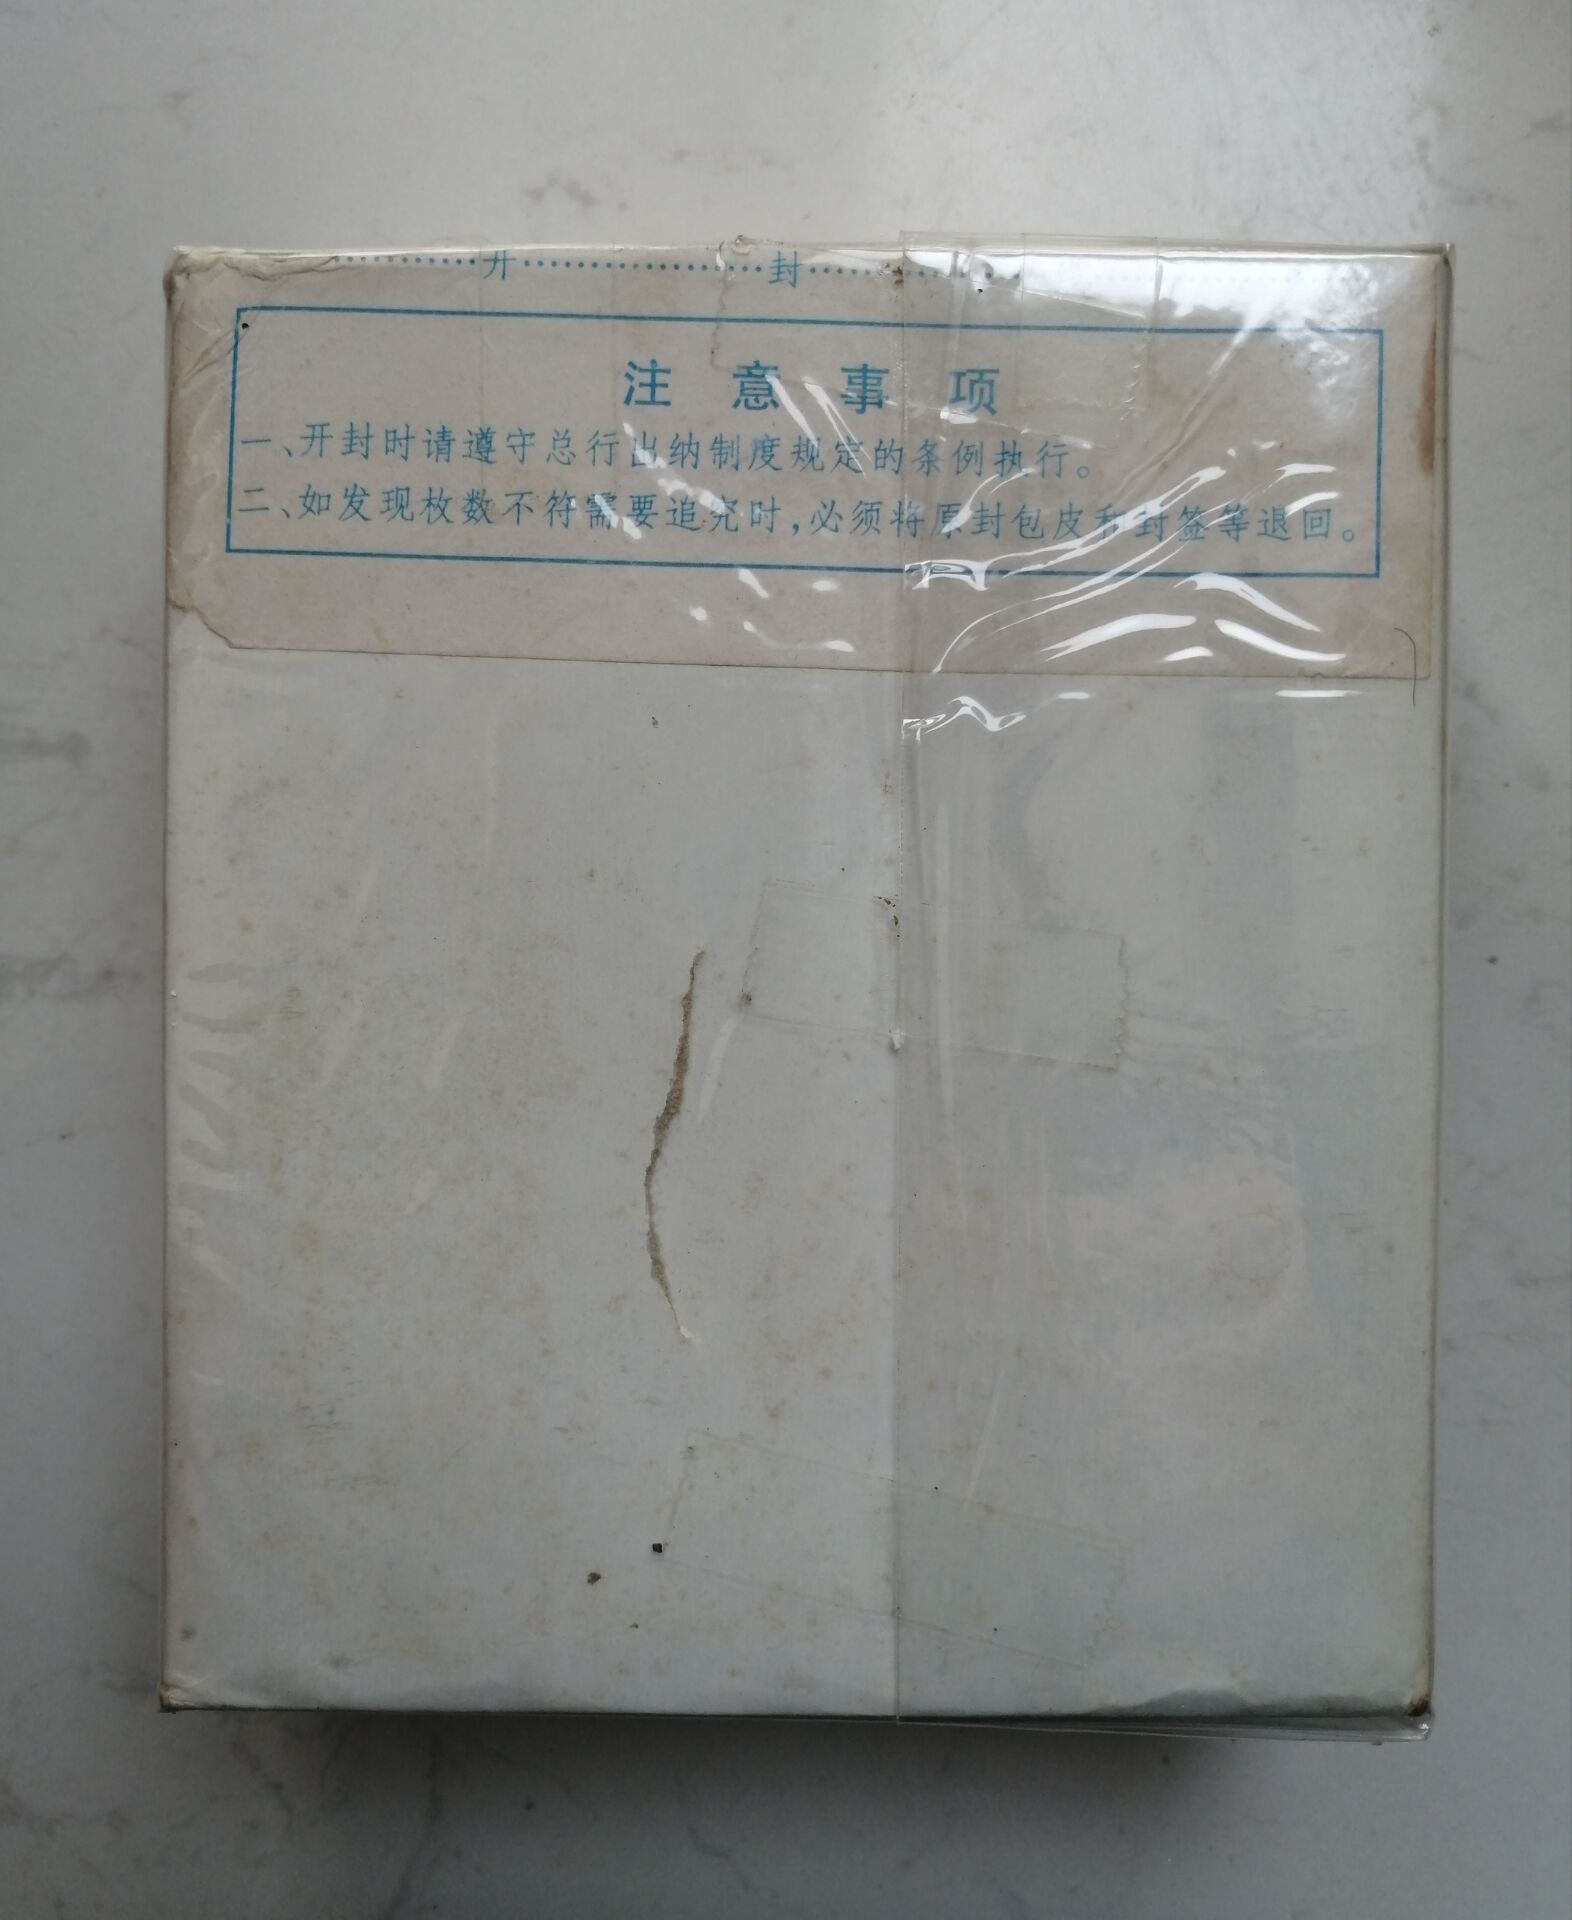 开封
注意事项
一、开封时请遵守总行出纳制度规定的条例执行。
二、如发现枚数不符需要追究时,必须将原封包皮和封签等退回。